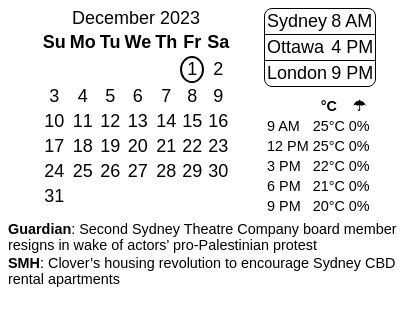 December 2023
Su Mo Tu We Th Fr Sa
1 2
3 4 5 6 7 8 9
10 11 12 13 14 15 16
17 18 19 20 21 22 23
24 25 26 27 28 29 30
31
Sydney 8 AM
Ottawa 4 PM
London 9 PM
°C ☂
9 AM 25°C 0%
12 PM 25°C 0%
3 PM 22°C 0%
6 PM 21°C 0%
9 PM 20°C 0%
Guardian: Second Sydney Theatre Company board member
resigns in wake of actors’ pro-Palestinian protest
SMH: Clover’s housing revolution to encourage Sydney CBD
rental apartments